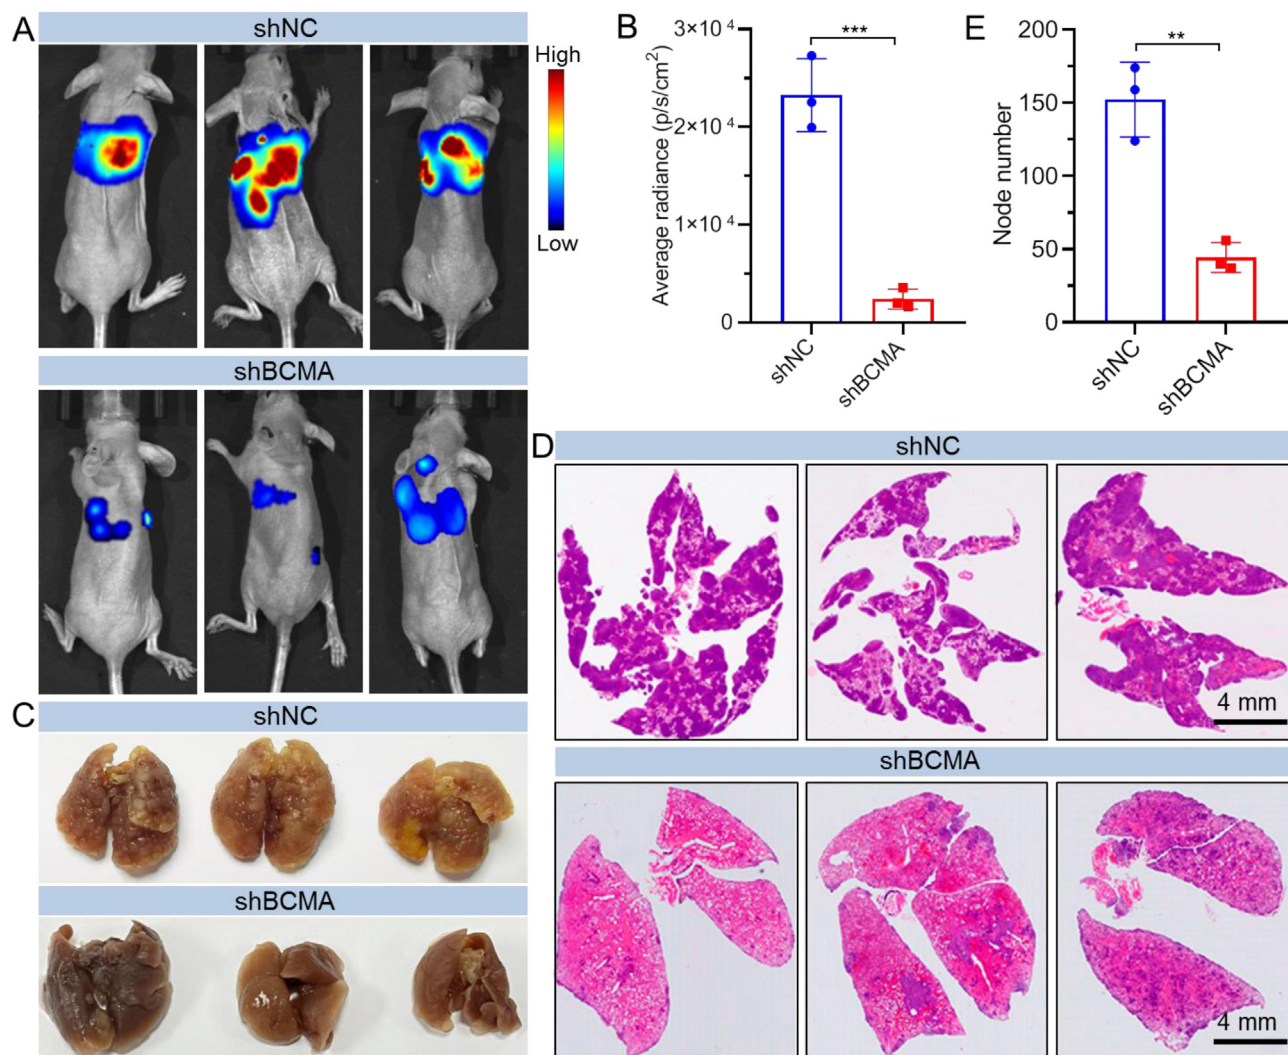 A
shNC
High
Low
shBCMA
B
3×10⁴
2×10⁴
1×10⁴
0
Average radiance (p/s/cm²)
***
shNC
shBCMA
E
200
150
100
50
0
Node number
**
shNC
shBCMA
C
shNC
shBCMA
D
shNC
4 mm
shBCMA
4 mm